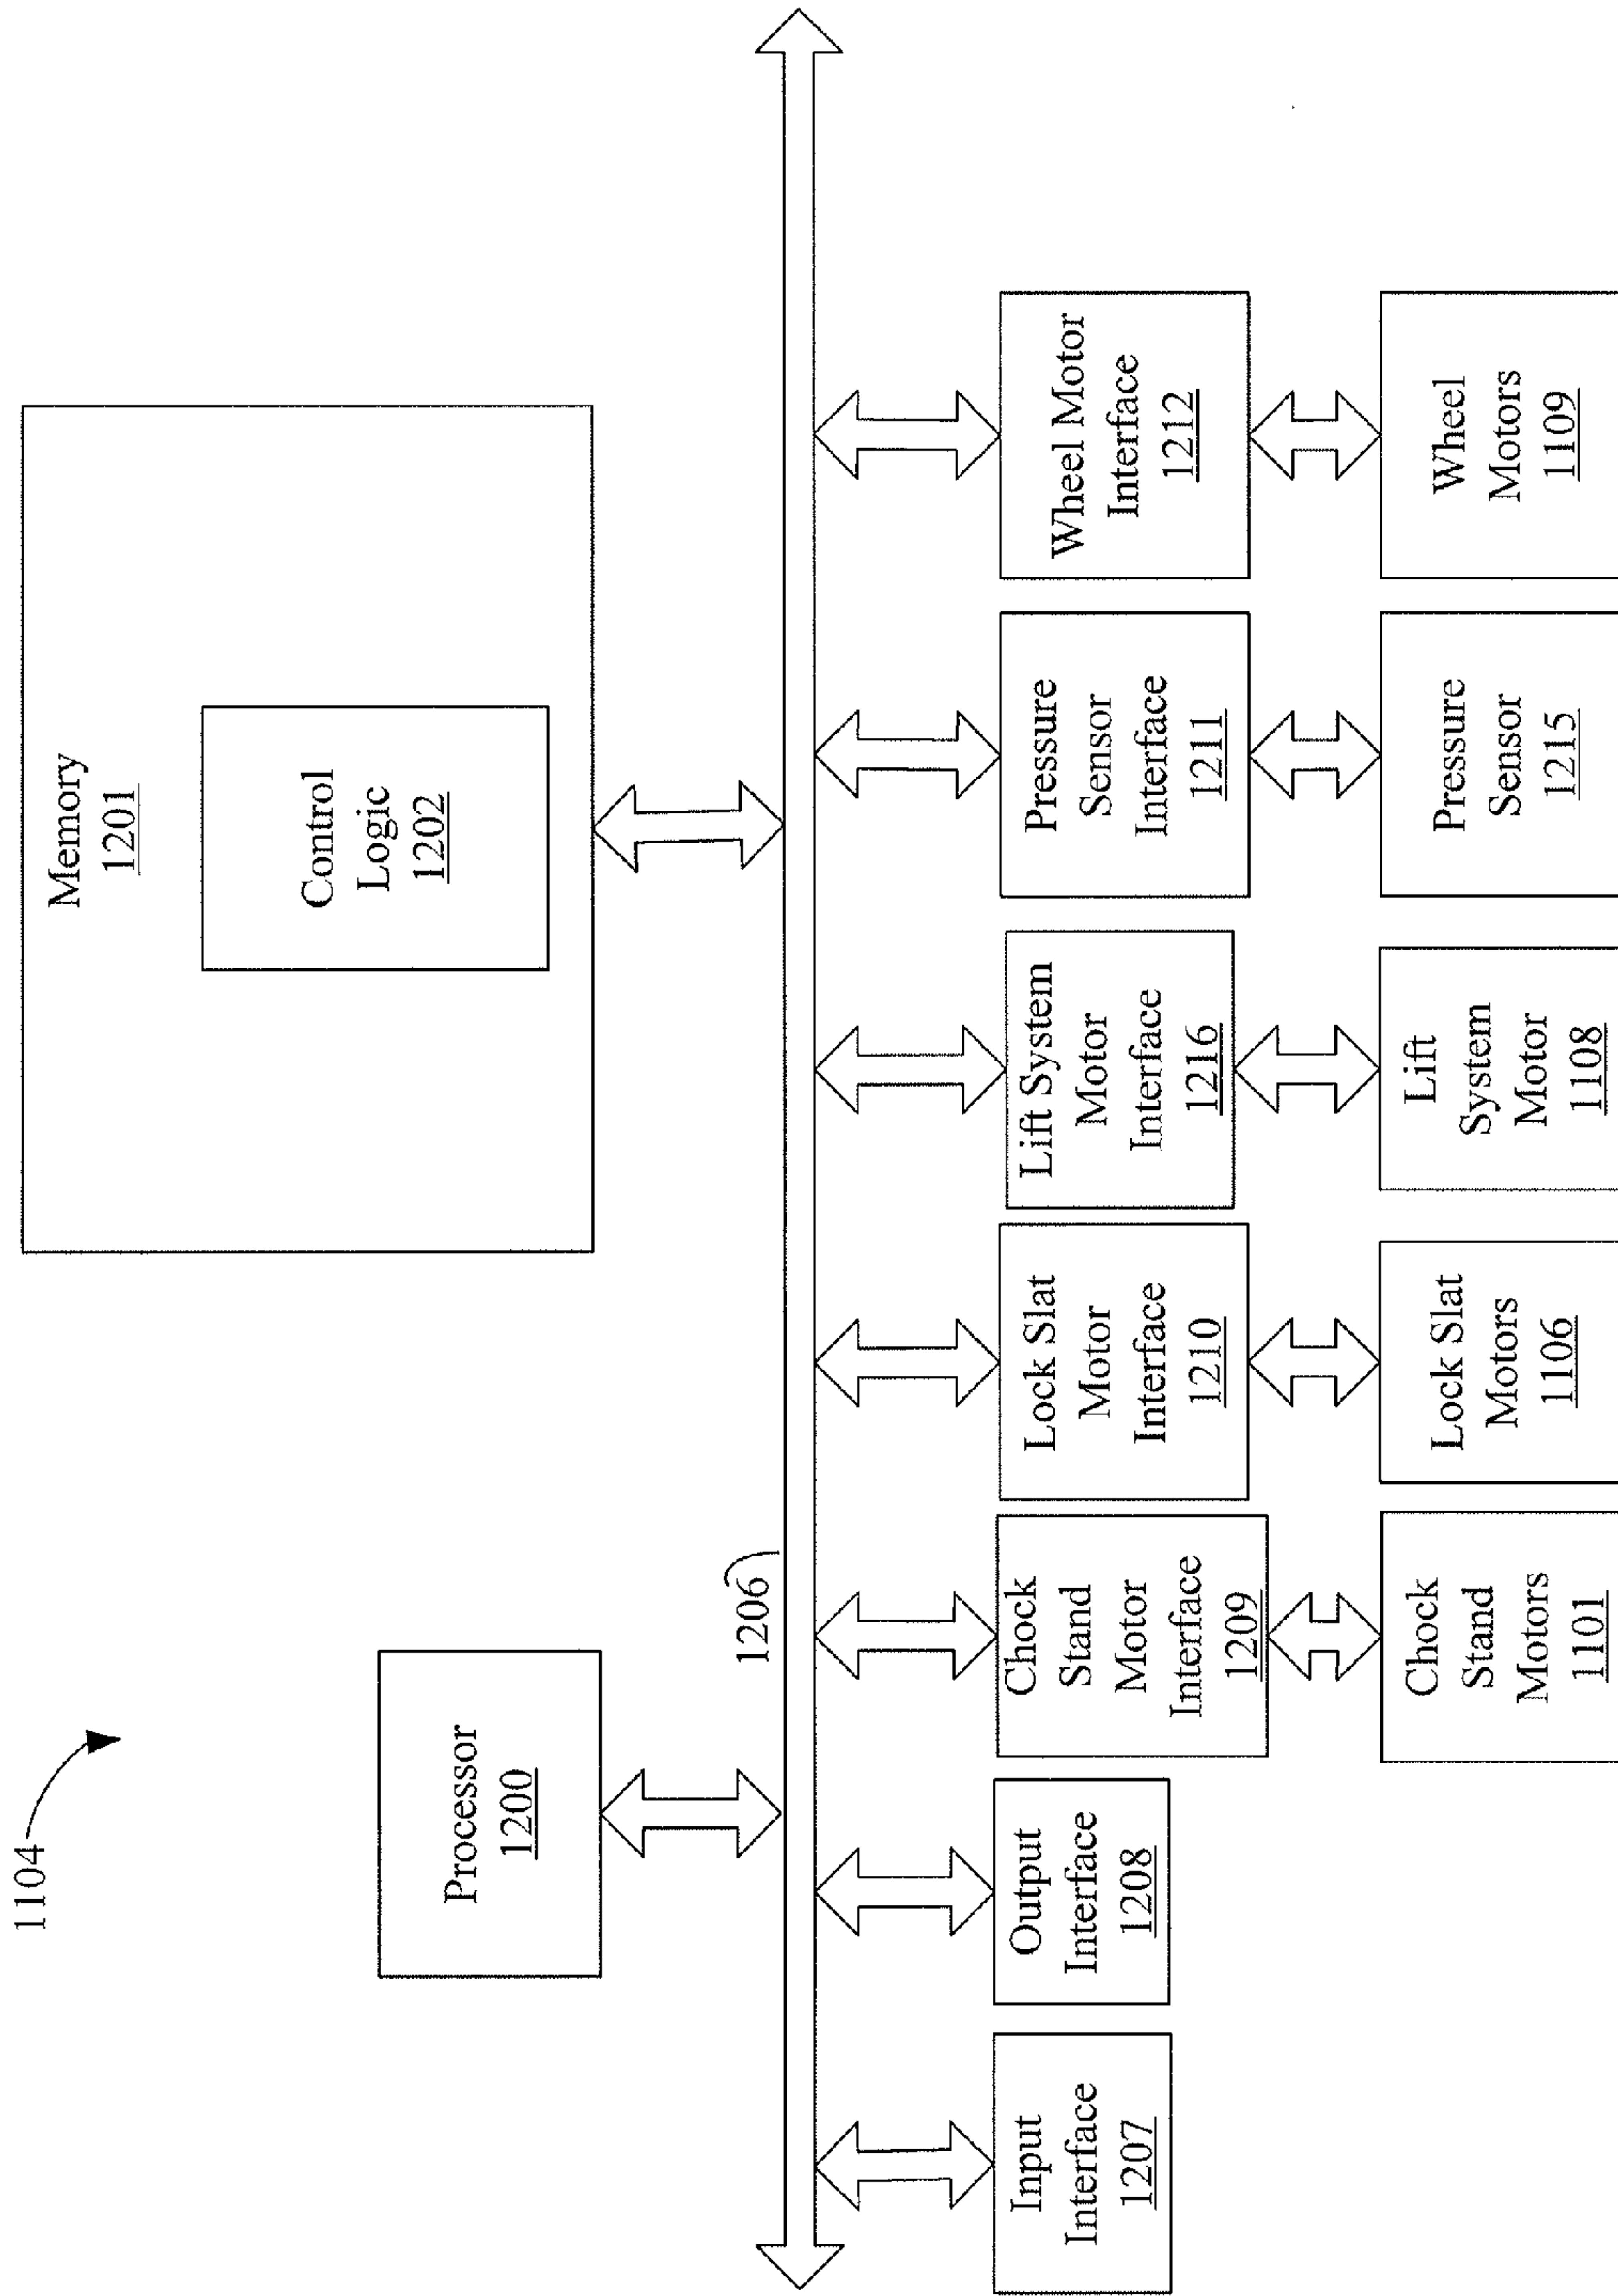 1104
Processor
1200
Memory
1201
Control
Logic
1202
1206
Input
Interface
1207
Output
Interface
1208
Chock
Stand
Motor
Interface
1209
Lock Slat
Motor
Interface
1210
Lift System
Motor
Interface
1216
Pressure
Sensor
Interface
1211
Wheel Motor
Interface
1212
Chock
Stand
Motors
1101
Lock Slat
Motors
1106
Lift
System
Motor
1108
Pressure
Sensor
1215
Wheel
Motors
1109